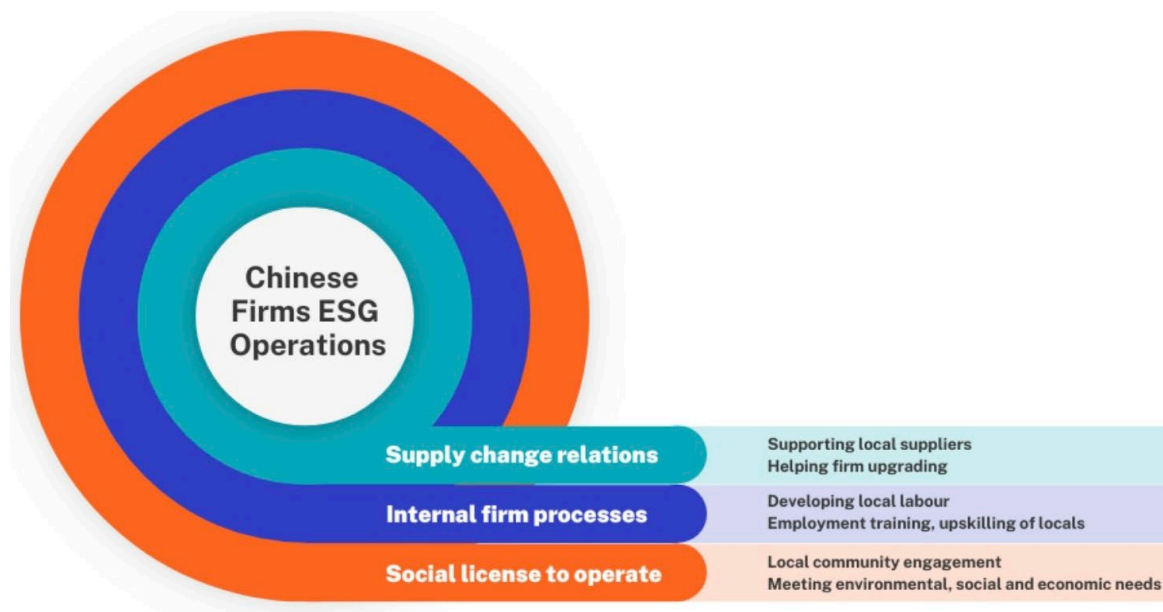 Chinese
Firms ESG
Operations
Supply change relations
Supporting local suppliers
Helping firm upgrading
Internal firm processes
Developing local labour
Employment training, upskilling of locals
Social license to operate
Local community engagement
Meeting environmental, social and economic needs